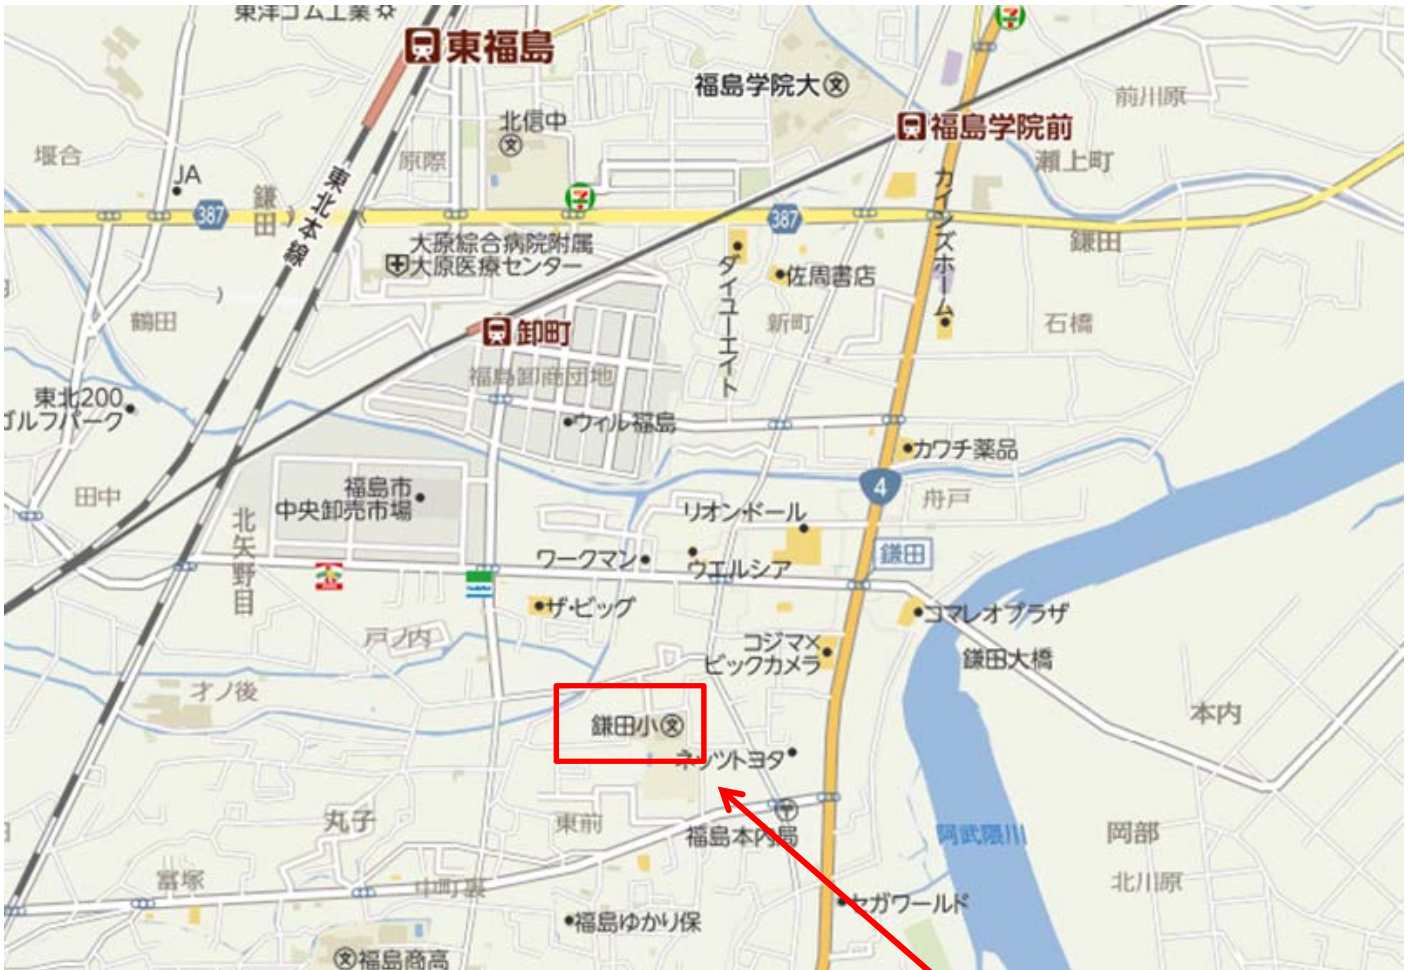 東洋ゴム工業
東福島
福島学院大
文
前川原
北信中
文
福島学院前
堰合
原際
瀬上町
JA
東北本線
カインズホーム
鎌田
387
387
大原綜合病院附属
大原医療センター
ダイユーエイト
佐周書店
鎌田
鶴田
卸町
新町
石橋
福島卸商団地
東北200
ゴルフパーク
ウィル福島
カワチ薬品
田中
福島市
中央卸売市場
4
舟戸
リオン・ドール
北矢野目
ワークマン
ウエルシア
鎌田
ザ・ビッグ
コマレオプラザ
戸ノ内
コジマ×
ビックカメラ
鎌田大橋
才ノ後
鎌田小
文
本内
ネッツトヨタ
丸子
東前
福島本内局
阿武隈川
岡部
冨塚
中町裏
北川原
セガワールド
福島ゆかり保
文
福島商高